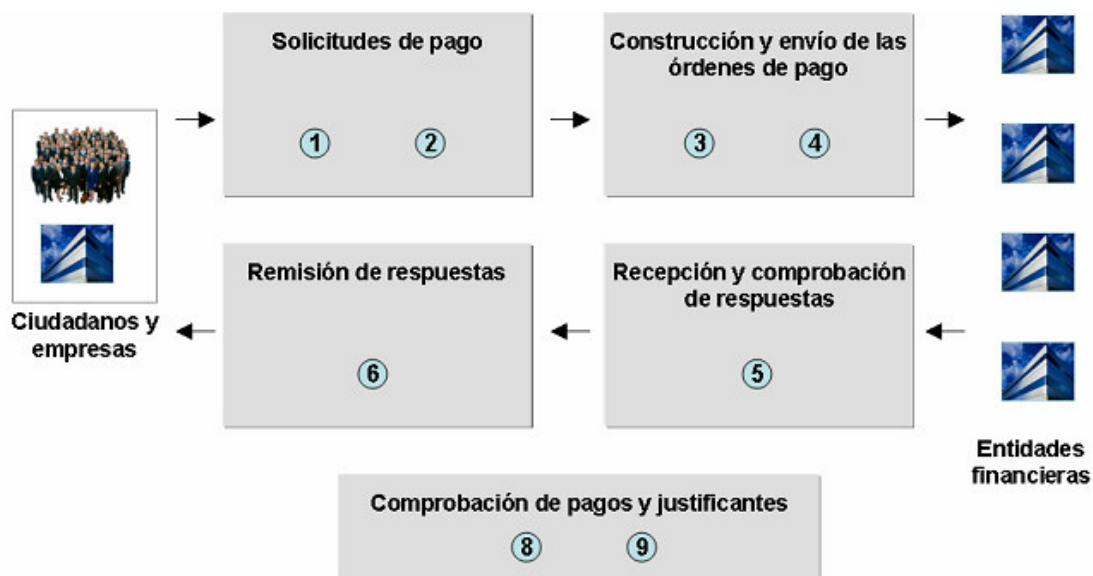 Solicitudes de pago
1
2
Construcción y envío de las
órdenes de pago
3
4
Ciudadanos y
empresas
Remisión de respuestas
6
Recepción y comprobación
de respuestas
5
Entidades
financieras
Comprobación de pagos y justificantes
8
9